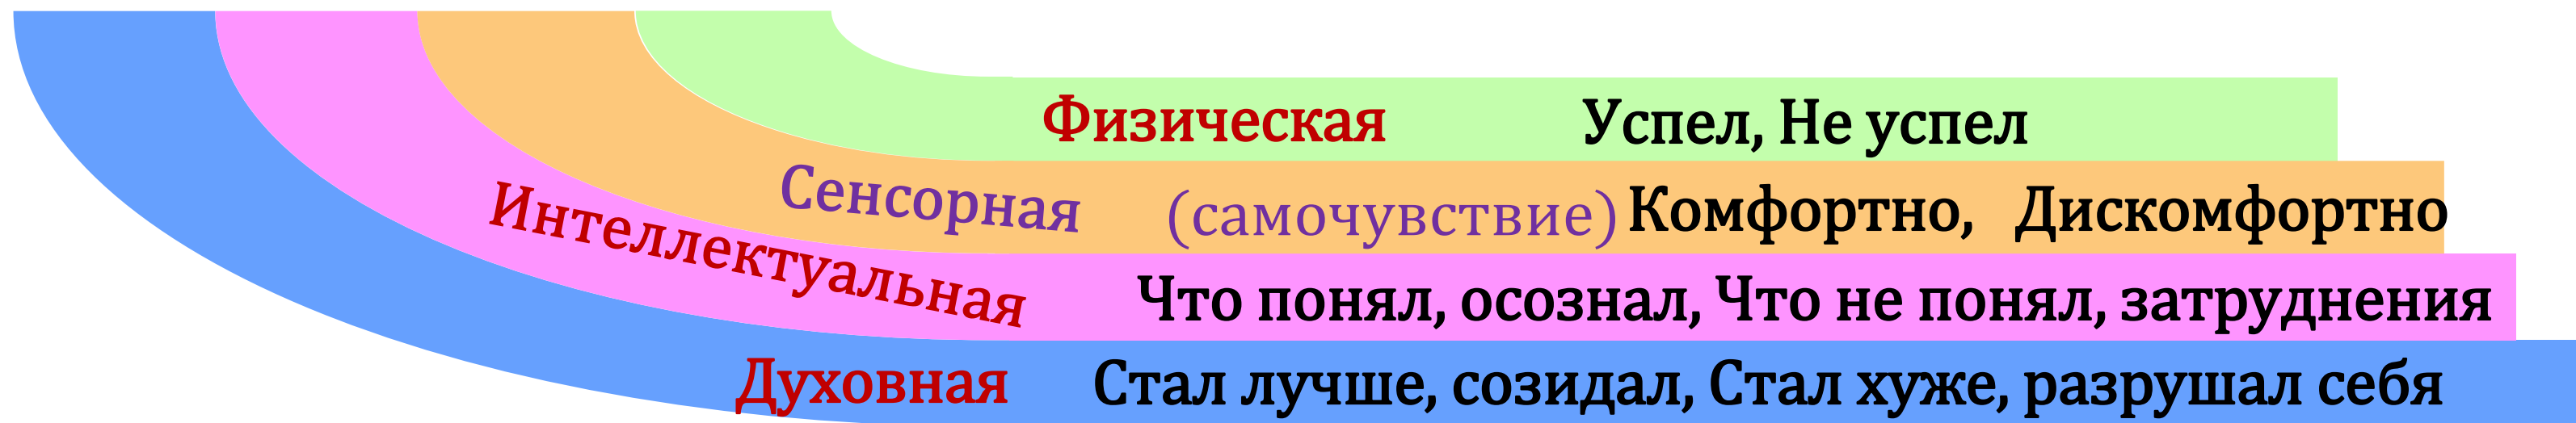 Физическая Успел, Не успел
Сенсорная (самочувствие) Комфортно, Дискомфортно
Интеллектуальная Что понял, осознал, Что не понял, затруднения
Духовная Стал лучше, созидал, Стал хуже, разрушал себя